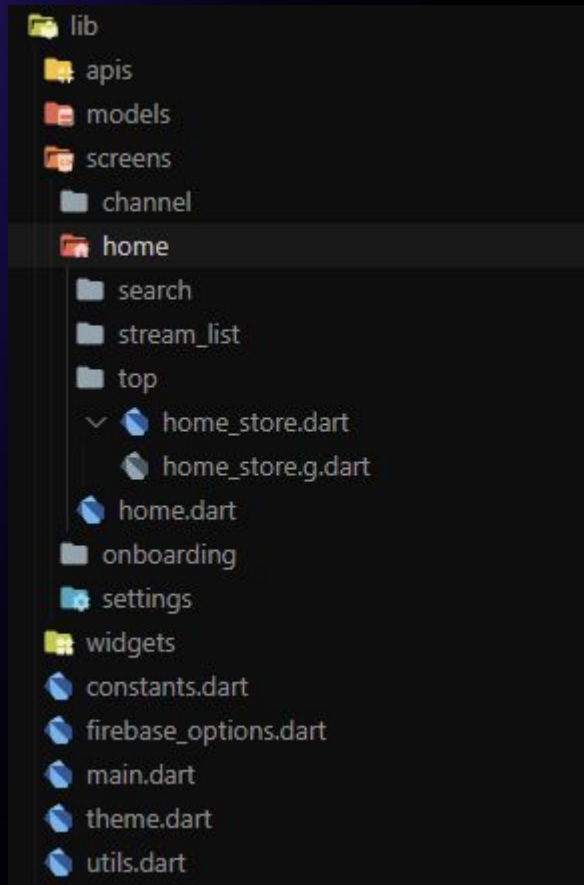 lib
apis
models
screens
channel
home
search
stream_list
top
home_store.dart
home_store.g.dart
home.dart
onboarding
settings
widgets
constants.dart
firebase_options.dart
main.dart
theme.dart
utils.dart